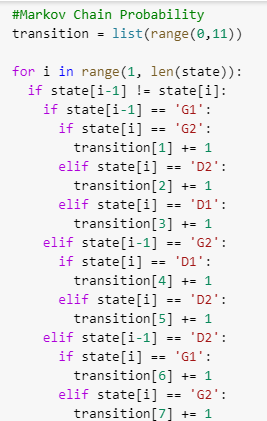 #Markov Chain Probability
transition = list(range(0,11))

for i in range(1, len(state)):
  if state[i-1] != state[i]:
    if state[i-1] == 'G1':
      if state[i] == 'G2':
        transition[1] += 1
      elif state[i] == 'D2':
        transition[2] += 1
      elif state[i] == 'D1':
        transition[3] += 1
    elif state[i-1] == 'G2':
      if state[i] == 'D1':
        transition[4] += 1
      elif state[i] == 'D2':
        transition[5] += 1
    elif state[i-1] == 'D2':
      if state[i] == 'G1':
        transition[6] += 1
      elif state[i] == 'G2':
        transition[7] += 1